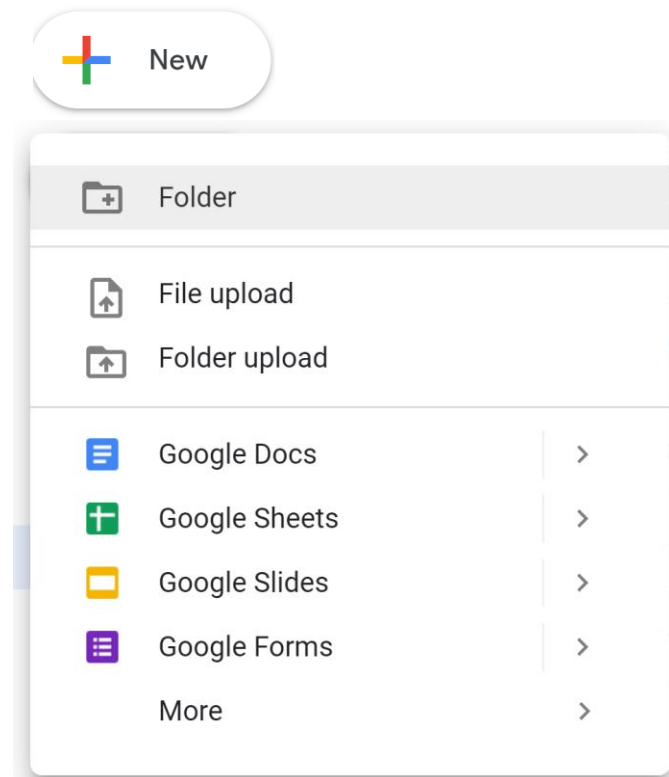 New
Folder
File upload
Folder upload
Google Docs
Google Sheets
Google Slides
Google Forms
More